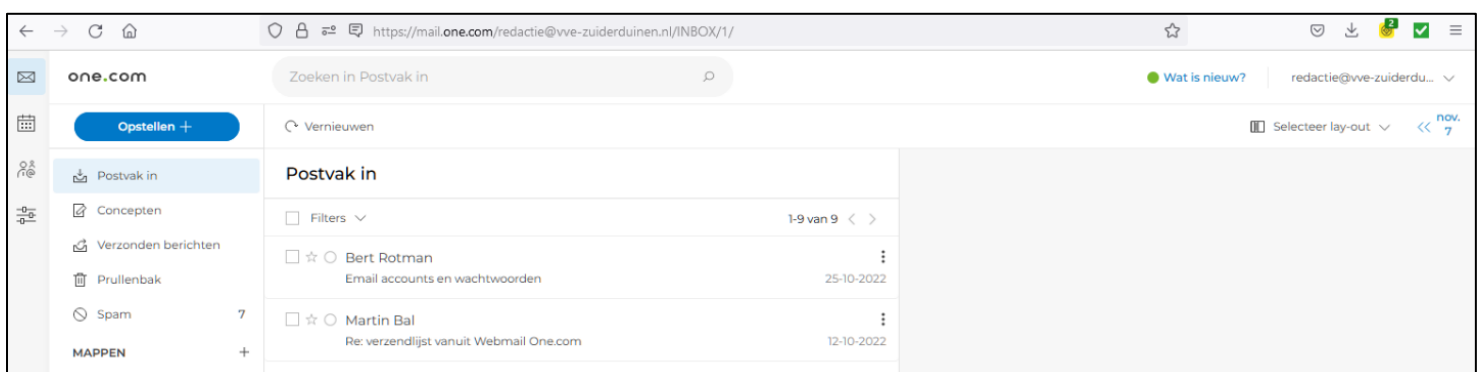 https://mail.one.com/redactie@vve-zuiderduinen.nl/INBOX/1/
2
one.com
Zoeken in Postvak in
Wat is nieuw?
redactie@vve-zuiderdu...
Opstellen +
Vernieuwen
Selecteer lay-out
<< nov. 7
Postvak in
Concepten
Verzonden berichten
Prullenbak
Spam 7
MAPPEN +
Postvak in
Filters
1-9 van 9 < >
Bert Rotman
Email accounts en wachtwoorden 25-10-2022
Martin Bal
Re: verzendlijst vanuit Webmail One.com 12-10-2022